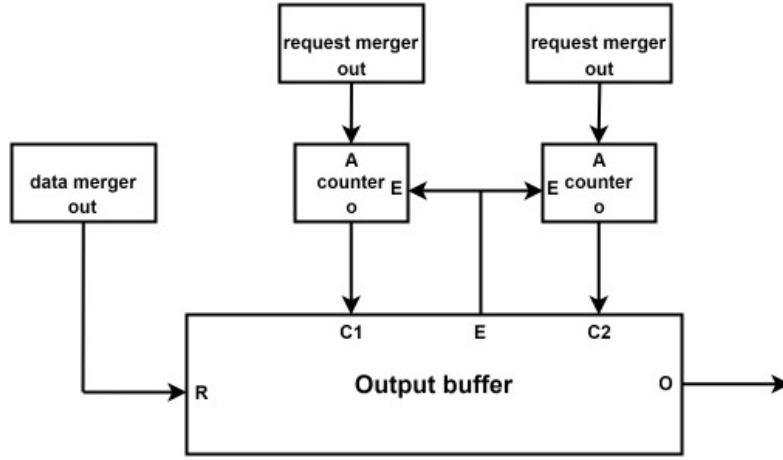 request merger
out
request merger
out
data merger
out
A
counter
E
o
A
E
counter
o
C1
E
C2
R
Output buffer
O